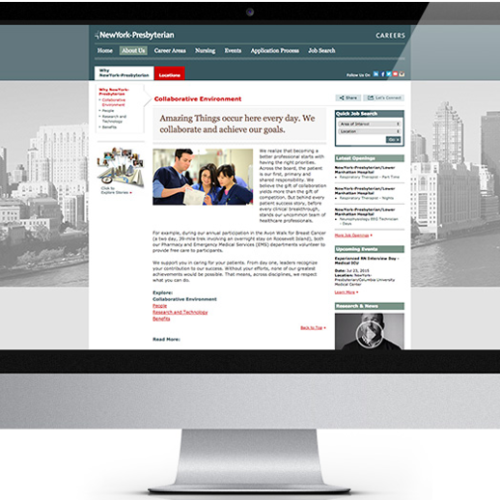 NewYork-Presbyterian
CAREERS
Home About Us Career Areas Nursing Events Application Process Job Search
Why
NewYork-Presbyterian
Locations
Follow Us On
Why NewYork-
Presbyterian
Collaborative
Environment
People
Research and
Technology
Benefits
Click to
Explore Stories
Collaborative Environment
Amazing Things occur here every day. We
collaborate and achieve our goals.
We realize that becoming a
better professional starts with
having the right priorities.
Across the board, the patient
is our first, primary and
shared responsibility. We
believe the gift of collaboration
yields more than the gift of
competition. So behind every
patient success story, before
every clinical breakthrough,
stands our uncommon team of
healthcare professionals.
For example, during our annual participation in the Avon Walk for Breast Cancer
(a two day, 39-mile trek involving an overnight stay on Roosevelt Island), both
our Pharmacy and Emergency Medical Services (EMS) departments volunteer to
provide free care to participants.
We support you in caring for your patients. From day one, leaders recognize
your contribution to our success. Without your efforts, none of our greatest
achievements would be possible. That means, across disciplines, we respect
what you can do.
Explore:
Collaborative Environment
People
Research and Technology
Benefits
Back to Top
Read More:
Share
Let's Connect
Quick Job Search
Area of Interest
Location
Go
Latest Openings
NewYork-Presbyterian/Lower
Manhattan Hospital
Respiratory Therapist - Part Time
NewYork-Presbyterian/Lower
Manhattan Hospital
Respiratory Therapist - Nights
NewYork-Presbyterian Hospital
Neurophysiology EEG Technician
- Days
More Job Openings
Upcoming Events
Experienced RN Interview Day -
Medical ICU
Date: Jul 25, 2015
Location: NewYork-
Presbyterian/Columbia University
Medical Center
Learn More
Research & News